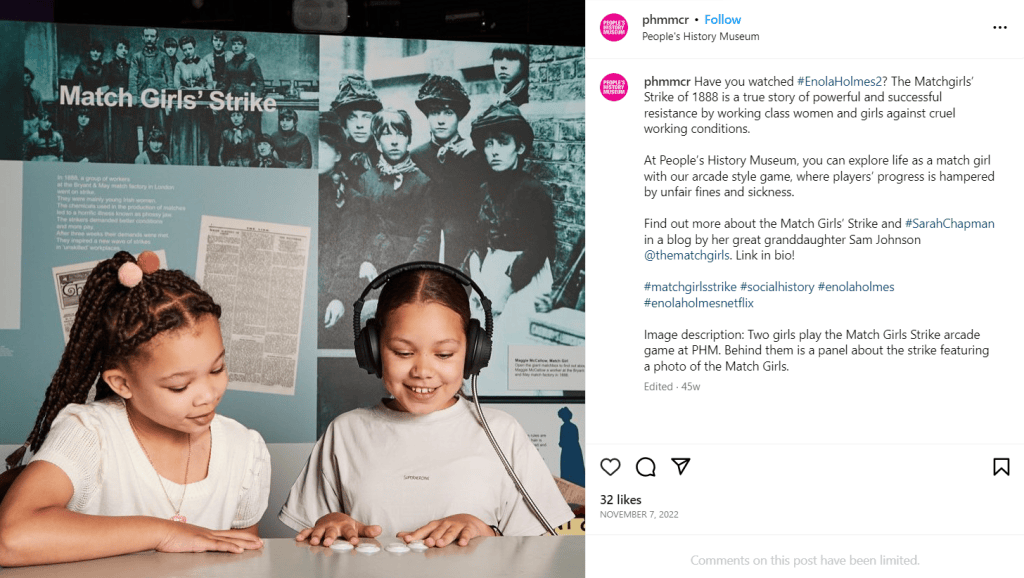 Match Girls' Strike
In 1888, a group of workers
at the Bryant & May match factory in London
went on strike.
They were mainly young Irish women.
The chemicals used in the production of matches
led to a horrific illness known as phossy jaw.
The strikers demanded better conditions
and more pay.
After three weeks their demands were met.
They inspired a new wave of strikes
in 'unskilled' workplaces.
THE LINK
Maggie McCallow, Match Girl
PEOPLE'S
HISTORY
MUSEUM
phmmcr • Follow
People's History Museum
PEOPLE'S
HISTORY
MUSEUM
phmmcr Have you watched #EnolaHolmes2? The Matchgirls'
Strike of 1888 is a true story of powerful and successful
resistance by working class women and girls against cruel
working conditions.
At People's History Museum, you can explore life as a match girl
with our arcade style game, where players' progress is hampered
by unfair fines and sickness.
Find out more about the Match Girls' Strike and #SarahChapman
in a blog by her great granddaughter Sam Johnson
@thematchgirls. Link in bio!
#matchgirlsstrike #socialhistory #enolaholmes
#enolaholmesnetflix
Image description: Two girls play the Match Girls Strike arcade
game at PHM. Behind them is a panel about the strike featuring
a photo of the Match Girls.
Edited · 45w
32 likes
NOVEMBER 7, 2022
Comments on this post have been limited.